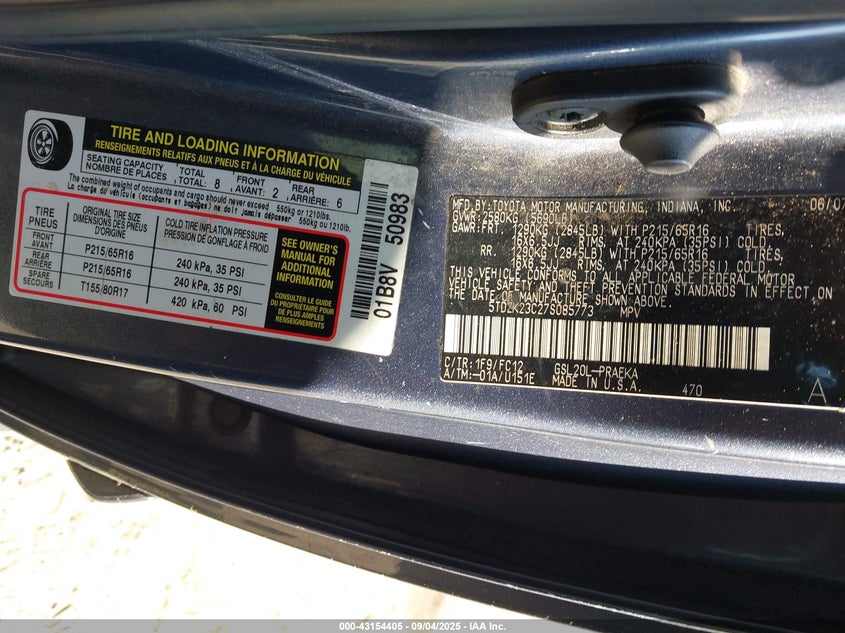 TIRE AND LOADING INFORMATION
RENSEIGNEMENTS RELATIFS AUX PNEUS ET À LA CHARGE DU VÉHICULE
SEATING CAPACITY TOTAL 8 FRONT 2 REAR 6
NOMBRE DE PLACES TOTAL: AVANT: ARRIÈRE:
The combined weight of occupants and cargo should never exceed 550kg or 1210lbs.
La charge du véhicule (occupants et bagages) ne doit jamais dépasser 550kg ou 1210lb.
TIRE ORIGINAL TIRE SIZE COLD TIRE INFLATION PRESSURE
PNEUS DIMENSIONS DES PNEUS D'ORIGINE PRESSION DE GONFLAGE À FROID
FRONT AVANT P215/65R16 240 kPa, 35 PSI
REAR ARRIÈRE P215/65R16 240 kPa, 35 PSI
SPARE SECOURS T155/80R17 420 kPa, 60 PSI
SEE OWNER'S
MANUAL FOR
ADDITIONAL
INFORMATION
CONSULTER LE GUIDE
DU PROPRIÉTAIRE POUR
DE PLUS AMPLES
RENSEIGNEMENTS
01B8V 50983
MFD.BY:TOYOTA MOTOR MANUFACTURING, INDIANA, INC. 06/07
GVWR:2580KG (5690LB)
GAWR:FRT. 1290KG (2845LB) WITH P215/65R16 TIRES,
16X6.5JJ RIMS, AT 240KPA (35PSI) COLD.
RR. 1290KG (2845LB) WITH P215/65R16 TIRES,
16X6.5JJ RIMS, AT 240KPA (35PSI) COLD.
THIS VEHICLE CONFORMS TO ALL APPLICABLE FEDERAL MOTOR
VEHICLE SAFETY AND THEFT PREVENTION STANDARDS IN EFFECT ON
THE DATE OF MANUFACTURE SHOWN ABOVE.
5TDZK23C27S085773 MPV
C/TR:1F9/FC12 GSL20L-PRAEKA
A/TM:-01A/U151E MADE IN U.S.A. 470
A
000-43154405 - 09/04/2025 - IAA Inc.